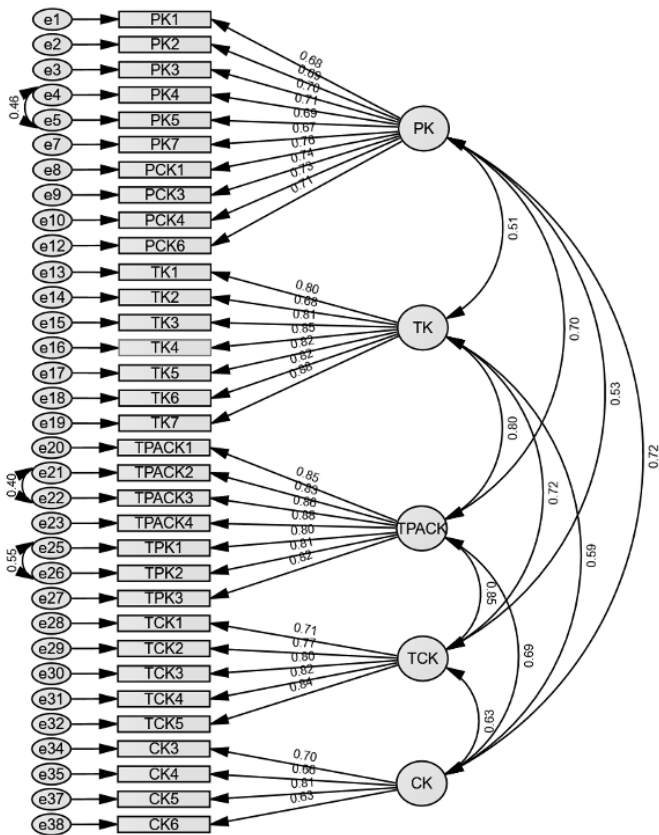 e1 PK1
e2 PK2
e3 PK3
e4 PK4
e5 PK5
e7 PK7
e8 PCK1
e9 PCK3
e10 PCK4
e12 PCK6
e13 TK1
e14 TK2
e15 TK3
e16 TK4
e17 TK5
e18 TK6
e19 TK7
e20 TPACK1
e21 TPACK2
e22 TPACK3
e23 TPACK4
e25 TPK1
e26 TPK2
e27 TPK3
e28 TCK1
e29 TCK2
e30 TCK3
e31 TCK4
e32 TCK5
e34 CK3
e35 CK4
e37 CK5
e38 CK6
0.46
0.40
0.55
0.68
0.69
0.70
0.71
0.69
0.67
0.76
0.74
0.73
0.71
PK
0.80
0.68
0.81
0.85
0.82
0.82
0.88
TK
0.85
0.83
0.86
0.88
0.80
0.81
0.82
TPACK
0.71
0.77
0.80
0.82
0.84
TCK
0.70
0.66
0.81
0.63
CK
0.51
0.70
0.53
0.72
0.80
0.72
0.59
0.85
0.69
0.63